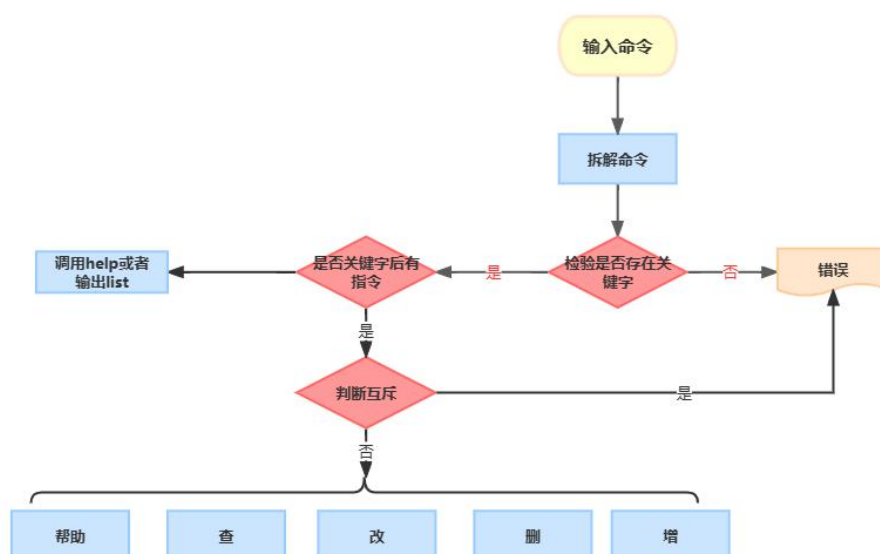 输入命令
拆解命令
调用help或者
输出list
是否关键字后有
指令
是
检验是否存在关
键字
否
错误
是
判断互斥
是
否
帮助
查
改
删
增